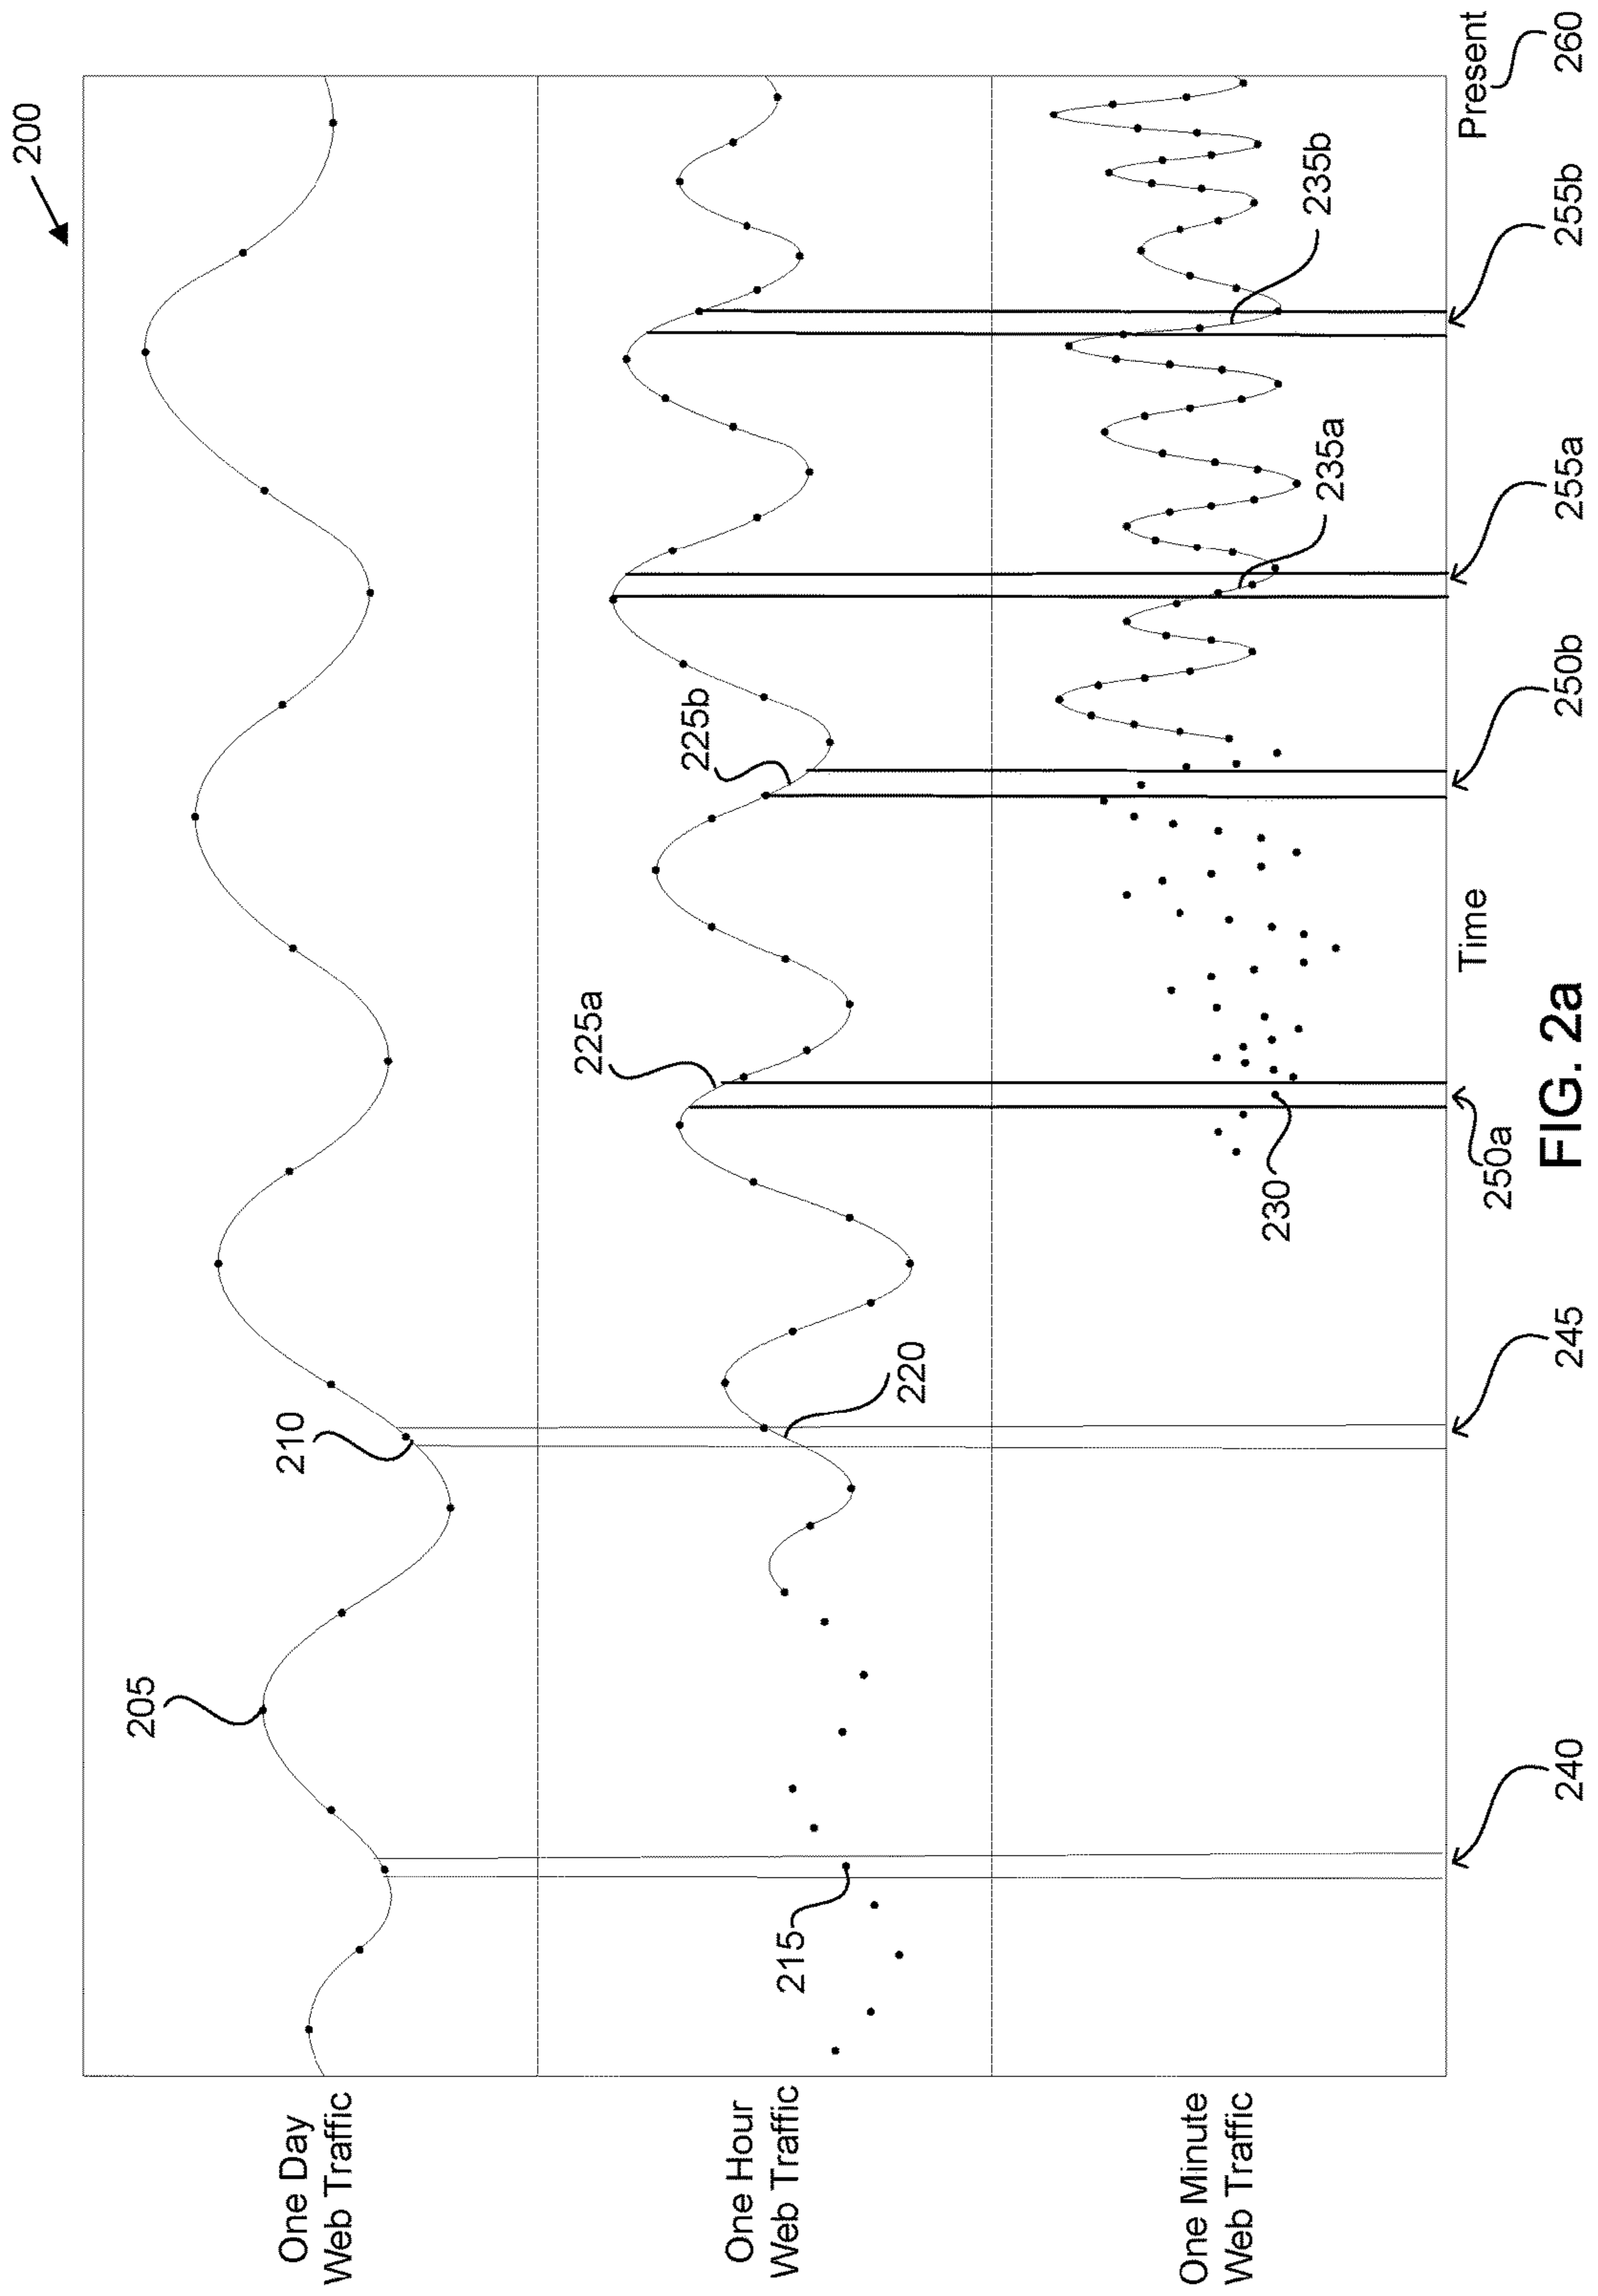 200
One Day
Web Traffic
205
210
One Hour
Web Traffic
215
220
225a
225b
One Minute
Web Traffic
230
235a
235b
Time
Present
240
245
250a
250b
255a
255b
260
FIG. 2a